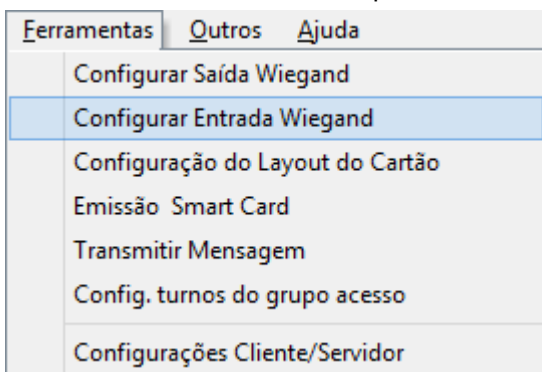 Ferramentas Outros Ajuda
Configurar Saída Wiegand
Configurar Entrada Wiegand
Configuração do Layout do Cartão
Emissão Smart Card
Transmitir Mensagem
Config. turnos do grupo acesso
Configurações Cliente/Servidor